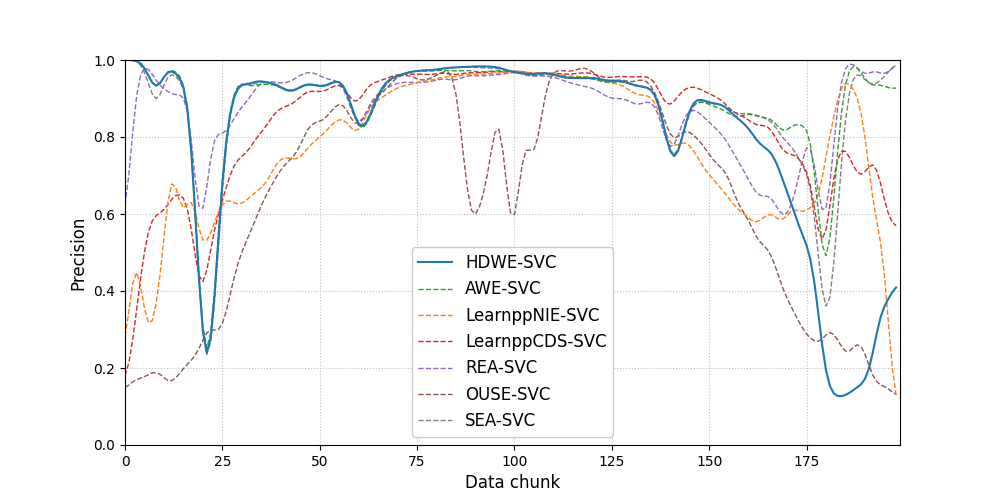 1.0
0.8
0.6
0.4
0.2
0.0
Precision
HDWE-SVC
AWE-SVC
LearnppNIE-SVC
LearnppCDS-SVC
REA-SVC
OUSE-SVC
SEA-SVC
0 25 50 75 100 125 150 175
Data chunk